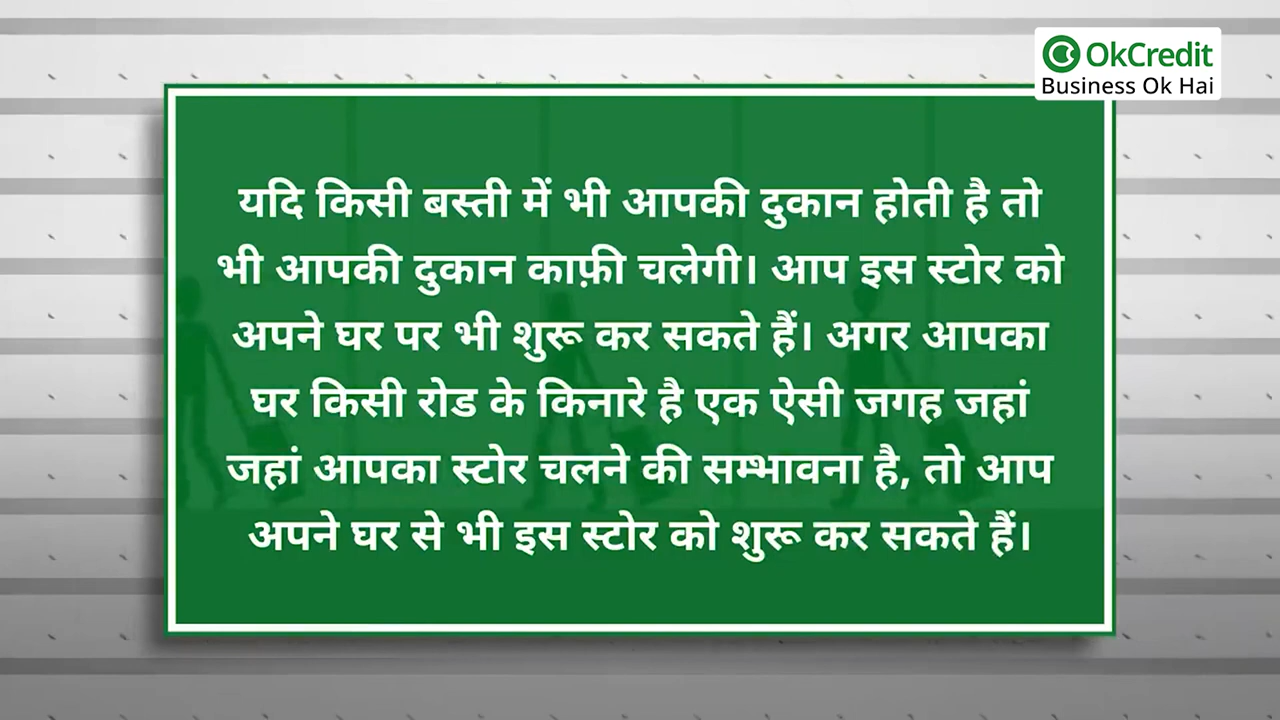 OkCredit
Business Ok Hai
यदि किसी बस्ती में भी आपकी दुकान होती है तो
भी आपकी दुकान काफ़ी चलेगी। आप इस स्टोर को
अपने घर पर भी शुरू कर सकते हैं। अगर आपका
घर किसी रोड के किनारे है एक ऐसी जगह जहां
जहां आपका स्टोर चलने की सम्भावना है, तो आप
अपने घर से भी इस स्टोर को शुरू कर सकते हैं।